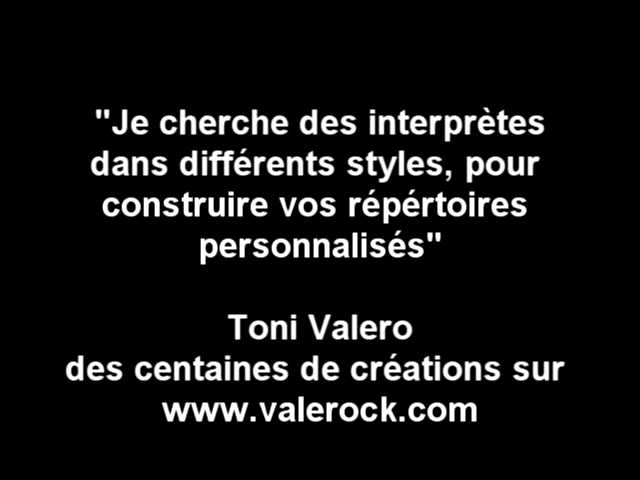 "Je cherche des interprètes
dans différents styles, pour
construire vos répértoires
personnalisés"
Toni Valero
des centaines de créations sur
www.valerock.com